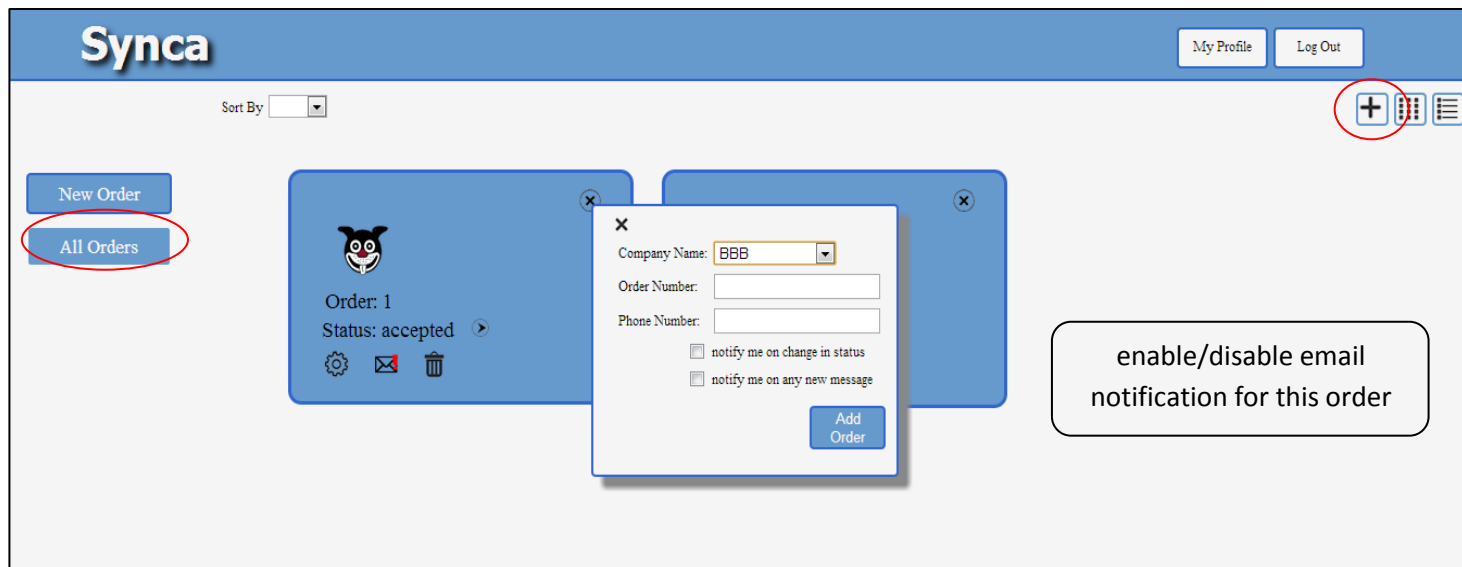 Synca
My Profile
Log Out
Sort By
New Order
All Orders
Order: 1
Status: accepted
Company Name: BBB
Order Number:
Phone Number:
notify me on change in status
notify me on any new message
Add
Order
enable/disable email
notification for this order